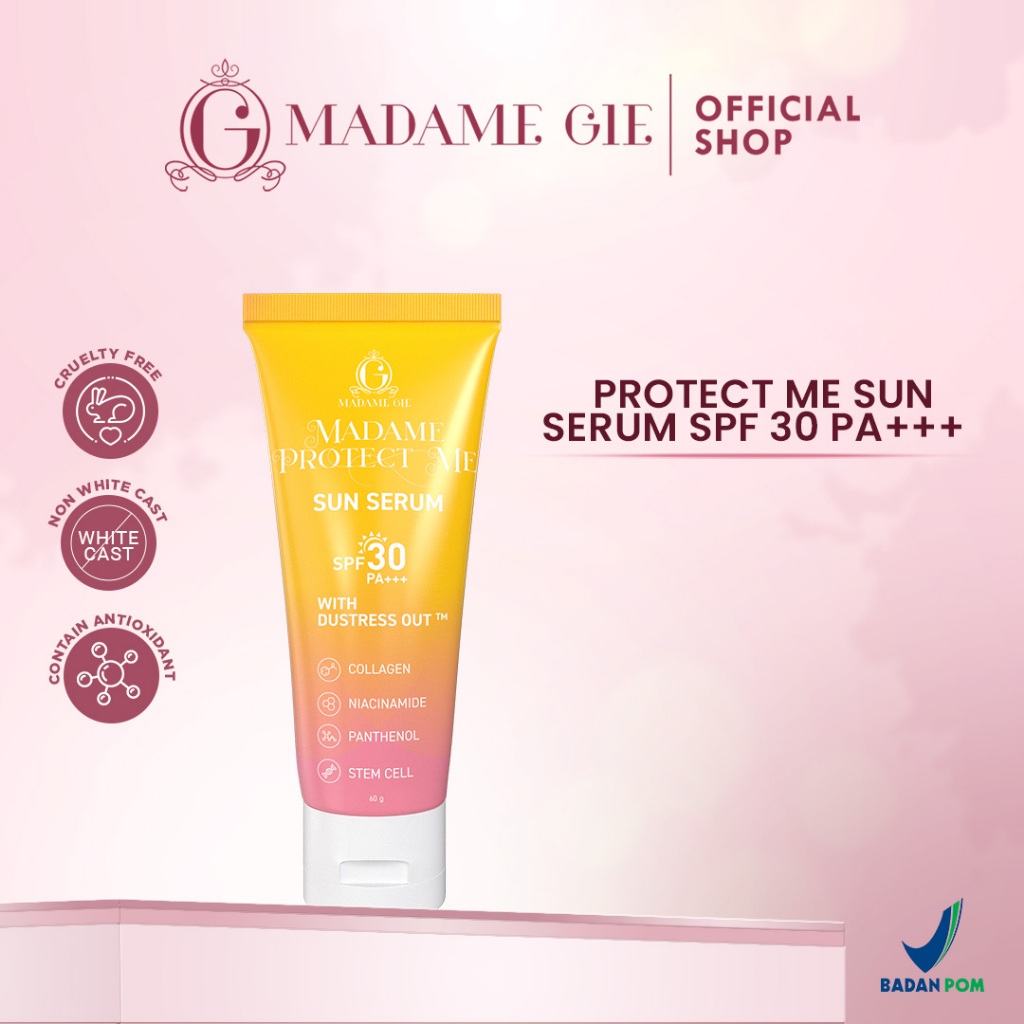 G MADAME GIE
OFFICIAL
SHOP
CRUELTY FREE
NON WHITE CAST
WHITE
CAST
CONTAIN ANTIOXIDANT
G
MADAME GIE
MADAME
PROTECT ME
SUN SERUM
SPF 30
PA+++
WITH
DUSTRESS OUT ™
COLLAGEN
NIACINAMIDE
PANTHENOL
STEM CELL
60 g
PROTECT ME SUN
SERUM SPF 30 PA+++
BADAN POM